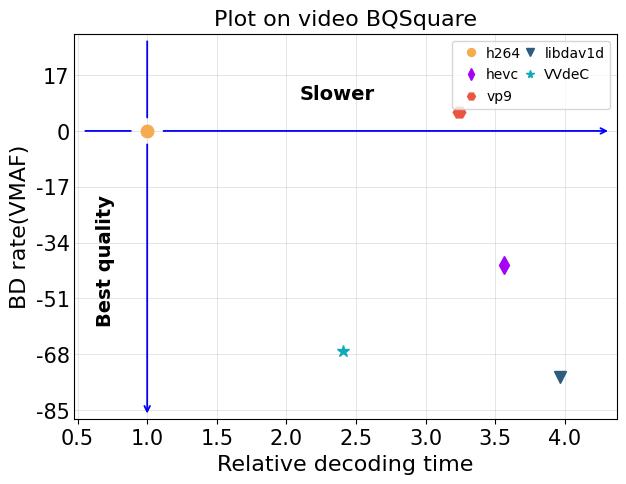 Plot on video BQSquare
h264
libdav1d
hevc
VVdeC
vp9
Slower
Best quality
BD rate(VMAF)
17
0
-17
-34
-51
-68
-85
0.5 1.0 1.5 2.0 2.5 3.0 3.5 4.0
Relative decoding time